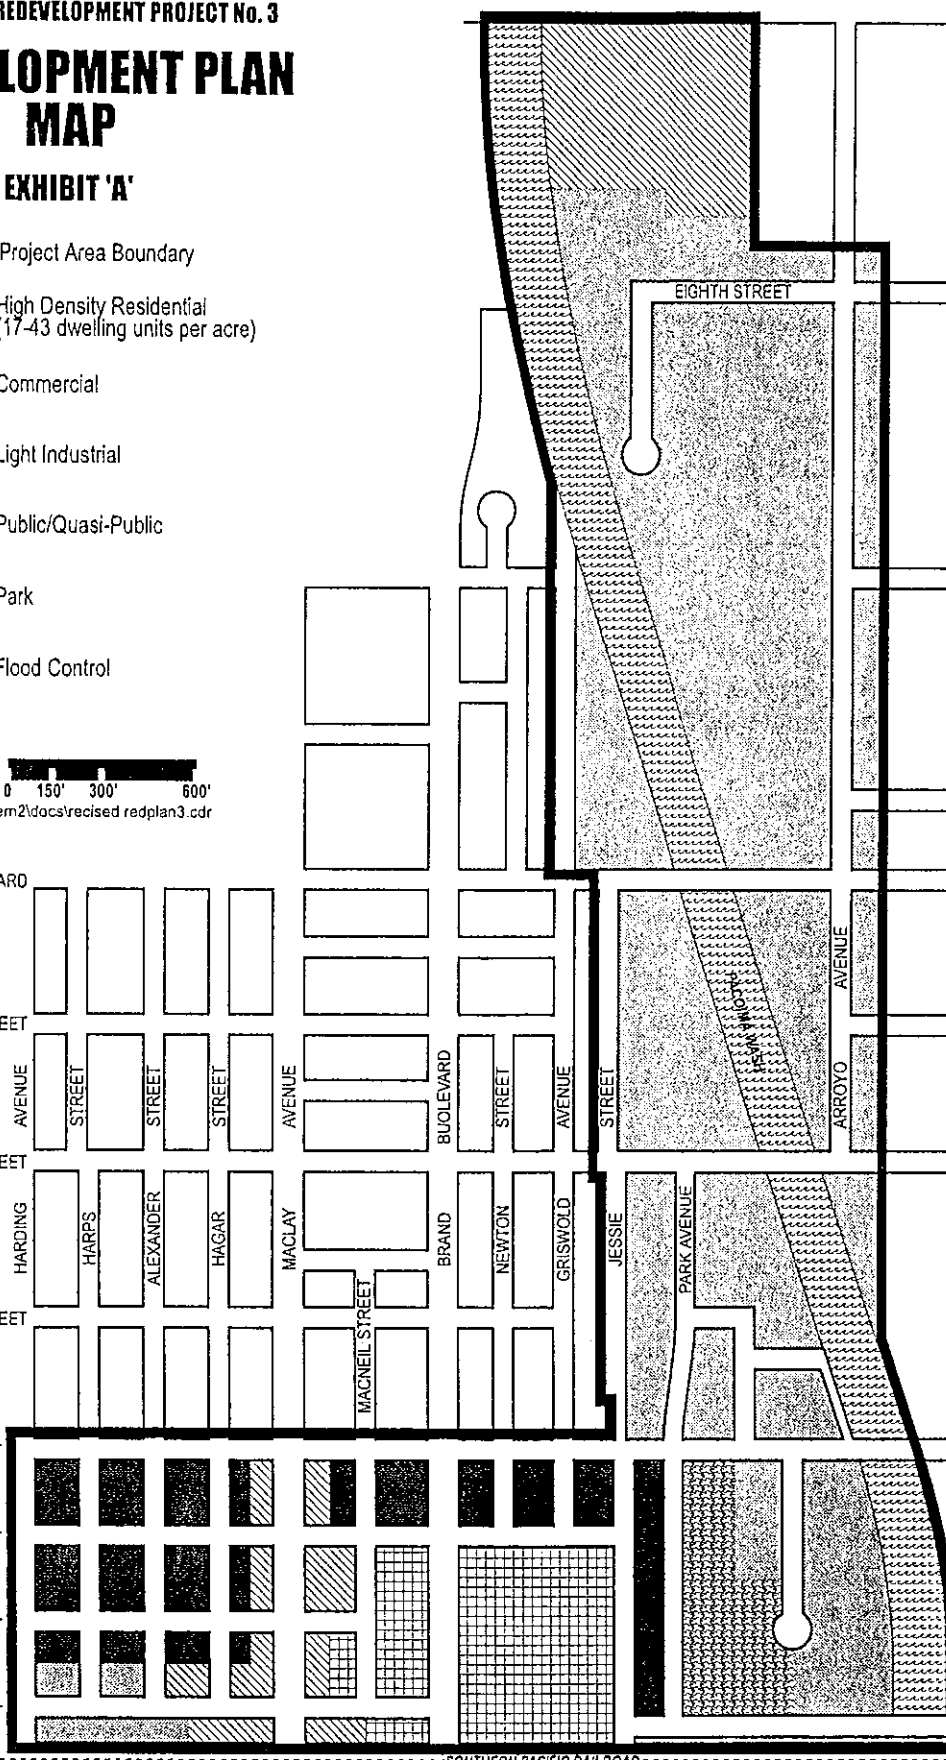 REDEVELOPMENT PROJECT No. 3
LOPMENT PLAN
MAP
EXHIBIT 'A'
Project Area Boundary
High Density Residential
(17-43 dwelling units per acre)
Commercial
Light Industrial
Public/Quasi-Public
Park
Flood Control
0 150' 300' 600'
em2\docs\recised redplan3.cdr
EIGHTH STREET
ARD
EET
EET
EET
AVENUE
STREET
STREET
STREET
AVENUE
BUOLEVARD
STREET
AVENUE
STREET
AVENUE
ARROYO
PACOIMA WASH
HARDING
HARPS
ALEXANDER
HAGAR
MACLAY
MACNEIL STREET
BRAND
NEWTON
GRISWOLD
JESSIE
PARK AVENUE
SOUTHERN PACIFIC RAILROAD